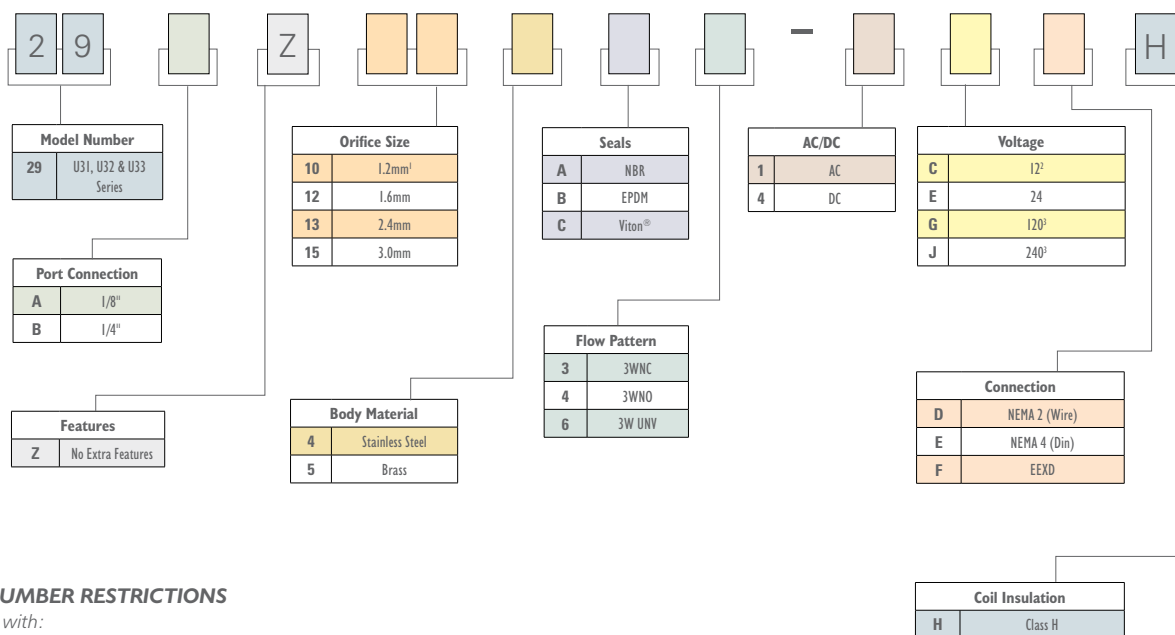 2 9 Z – H
Model Number
29 U31, U32 & U33
Series
Orifice Size
10 1.2mm¹
12 1.6mm
13 2.4mm
15 3.0mm
Seals
A NBR
B EPDM
C Viton®
AC/DC
1 AC
4 DC
Voltage
C 12²
E 24
G 120³
J 240³
Port Connection
A 1/8"
B 1/4"
Flow Pattern
3 3WNC
4 3WNO
6 3W UNV
Features
Z No Extra Features
Body Material
4 Stainless Steel
5 Brass
Connection
D NEMA 2 (Wire)
E NEMA 4 (Din)
F EEXD
UMBER RESTRICTIONS
with:
Coil Insulation
H Class H